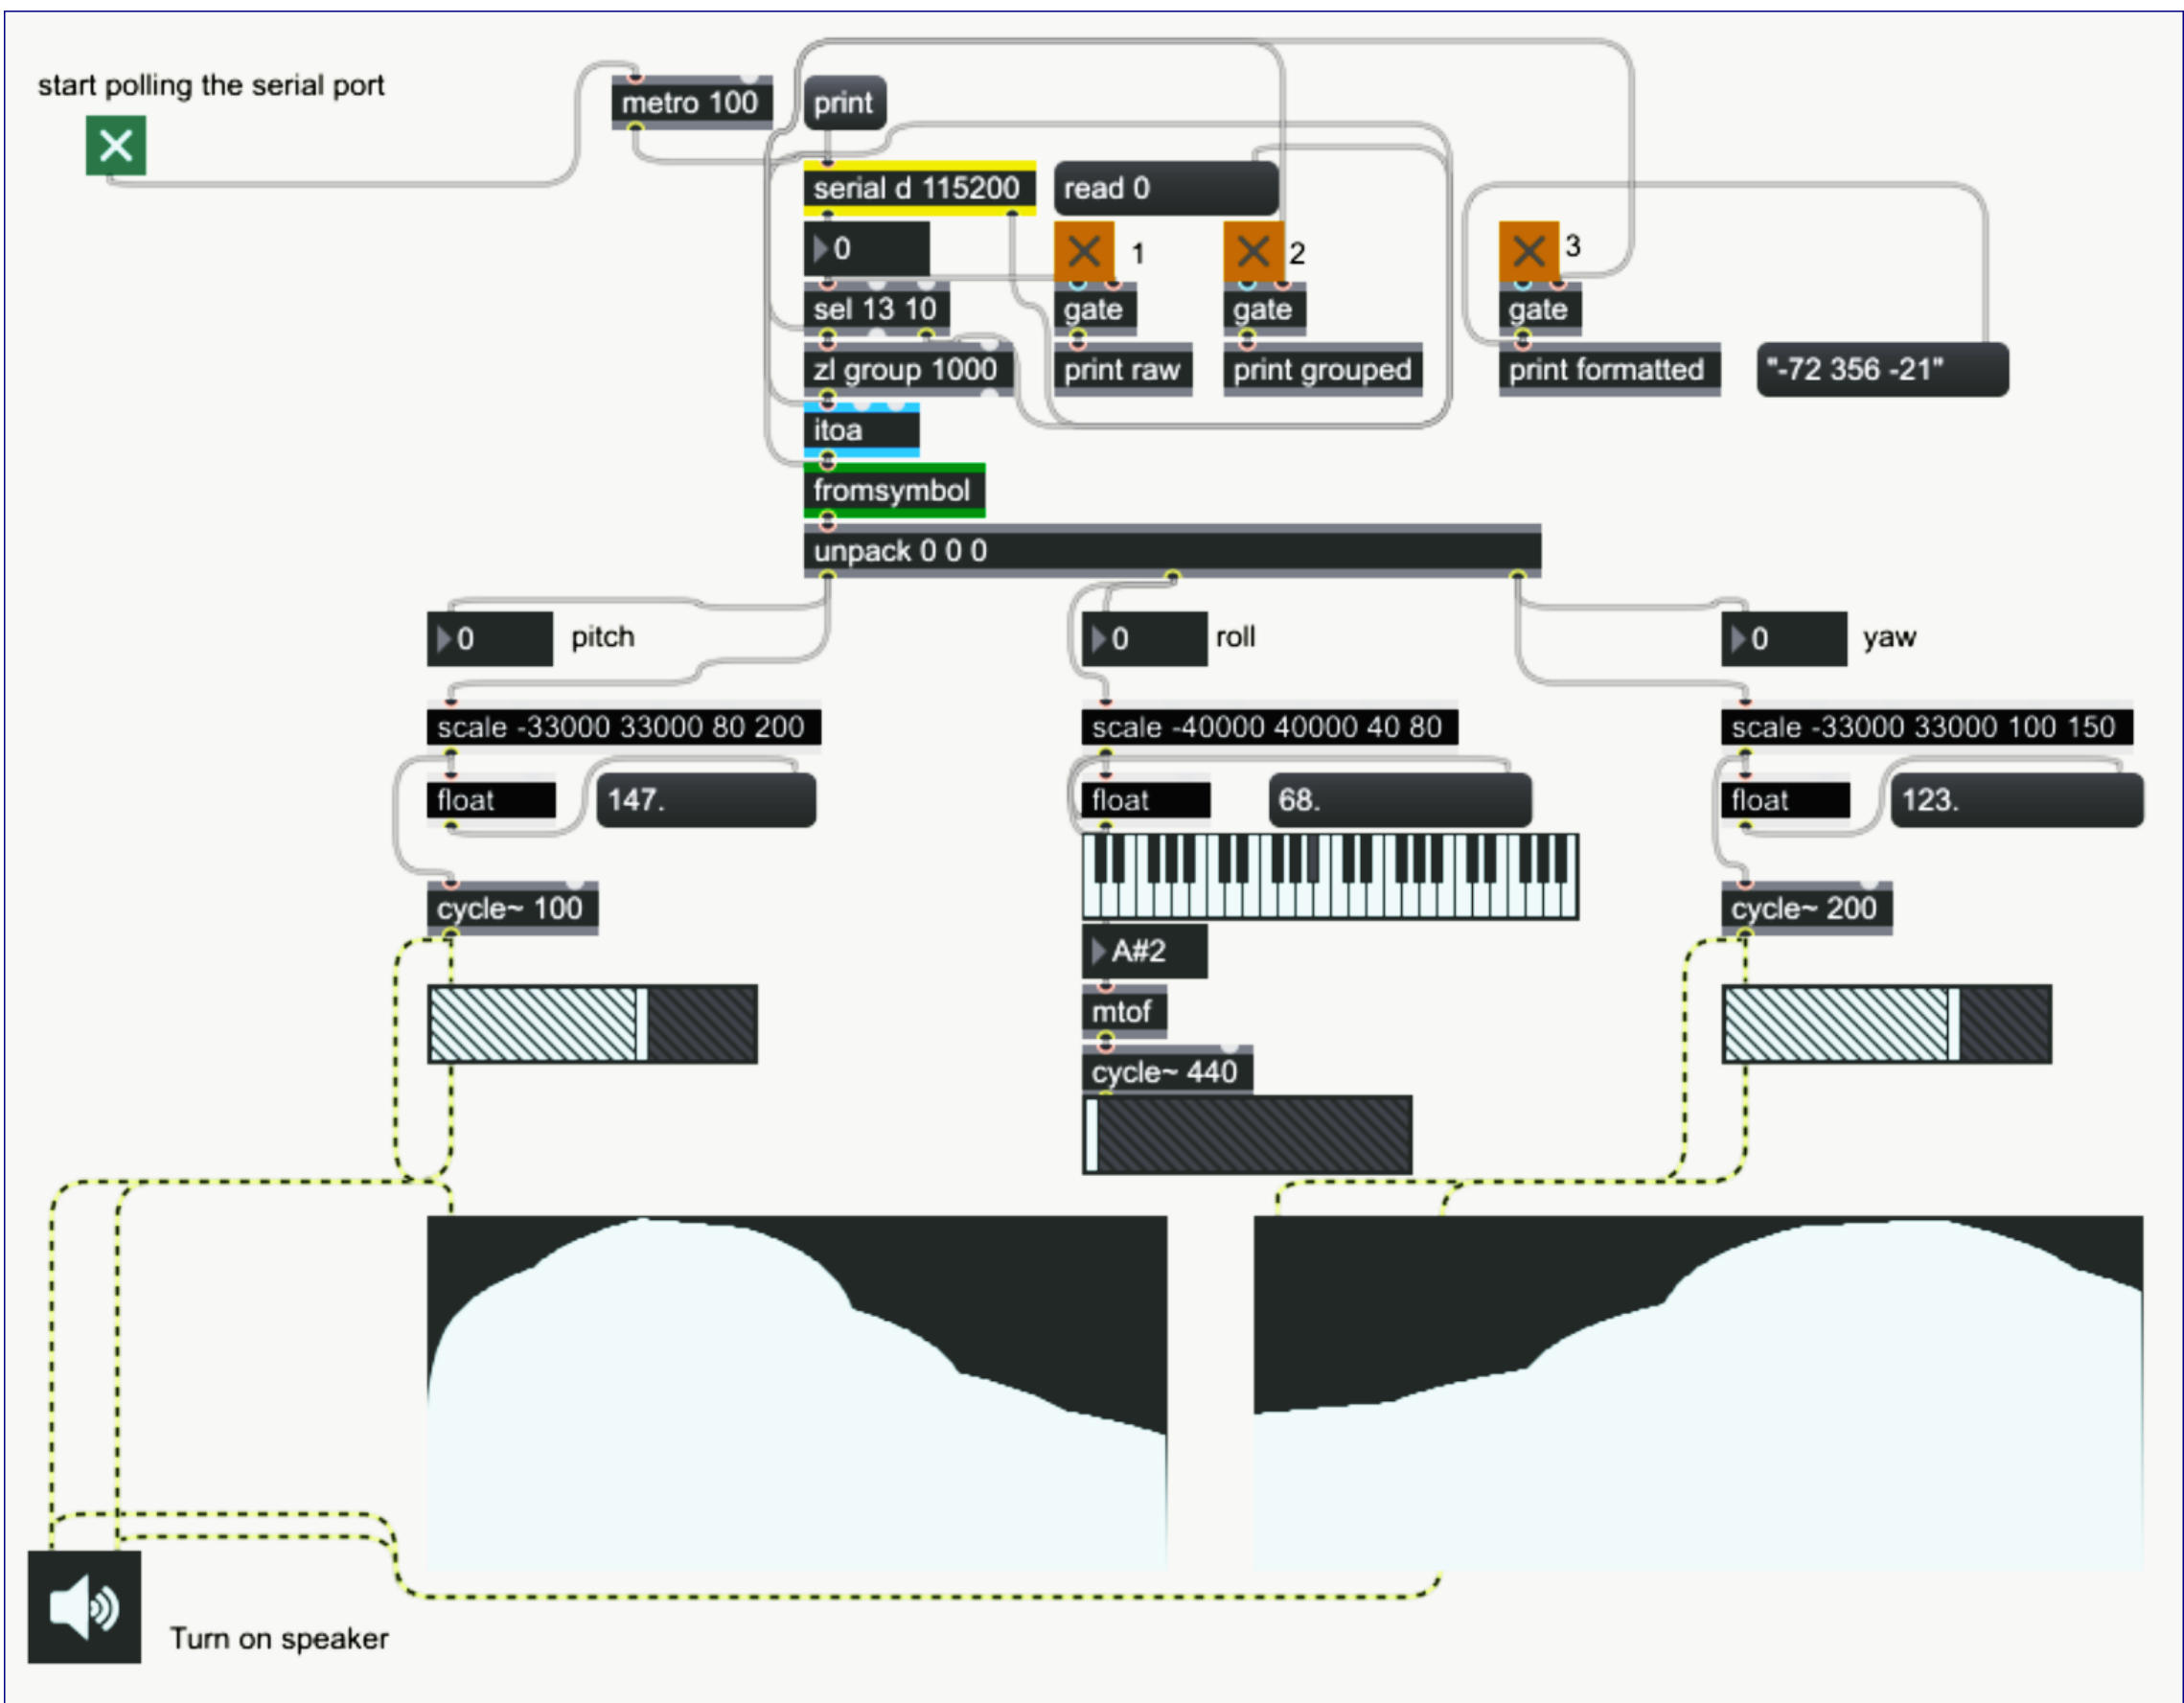 start polling the serial port
metro 100
print
serial d 115200
read 0
0
1
2
3
sel 13 10
gate
gate
gate
zl group 1000
print raw
print grouped
print formatted
"-72 356 -21"
itoa
fromsymbol
unpack 0 0 0
0
pitch
0
roll
0
yaw
scale -33000 33000 80 200
scale -40000 40000 40 80
scale -33000 33000 100 150
float
147.
float
68.
float
123.
cycle~ 100
cycle~ 200
A#2
mtof
cycle~ 440
Turn on speaker